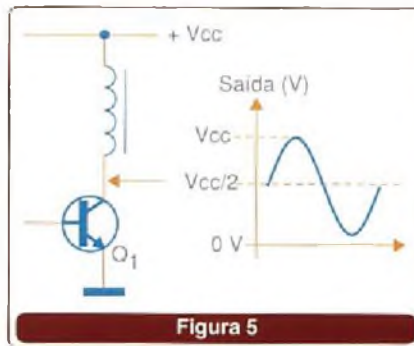 + Vcc
Saída (V)
Vcc
Vcc/2
0 V
Q1
Figura 5